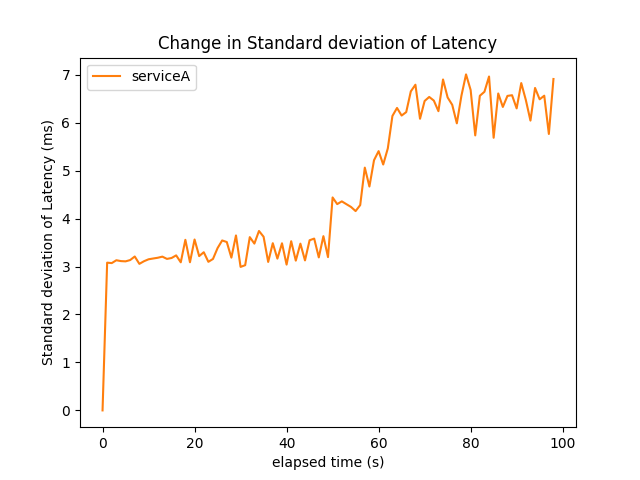 Change in Standard deviation of Latency
serviceA
Standard deviation of Latency (ms)
7
6
5
4
3
2
1
0
0 20 40 60 80 100
elapsed time (s)